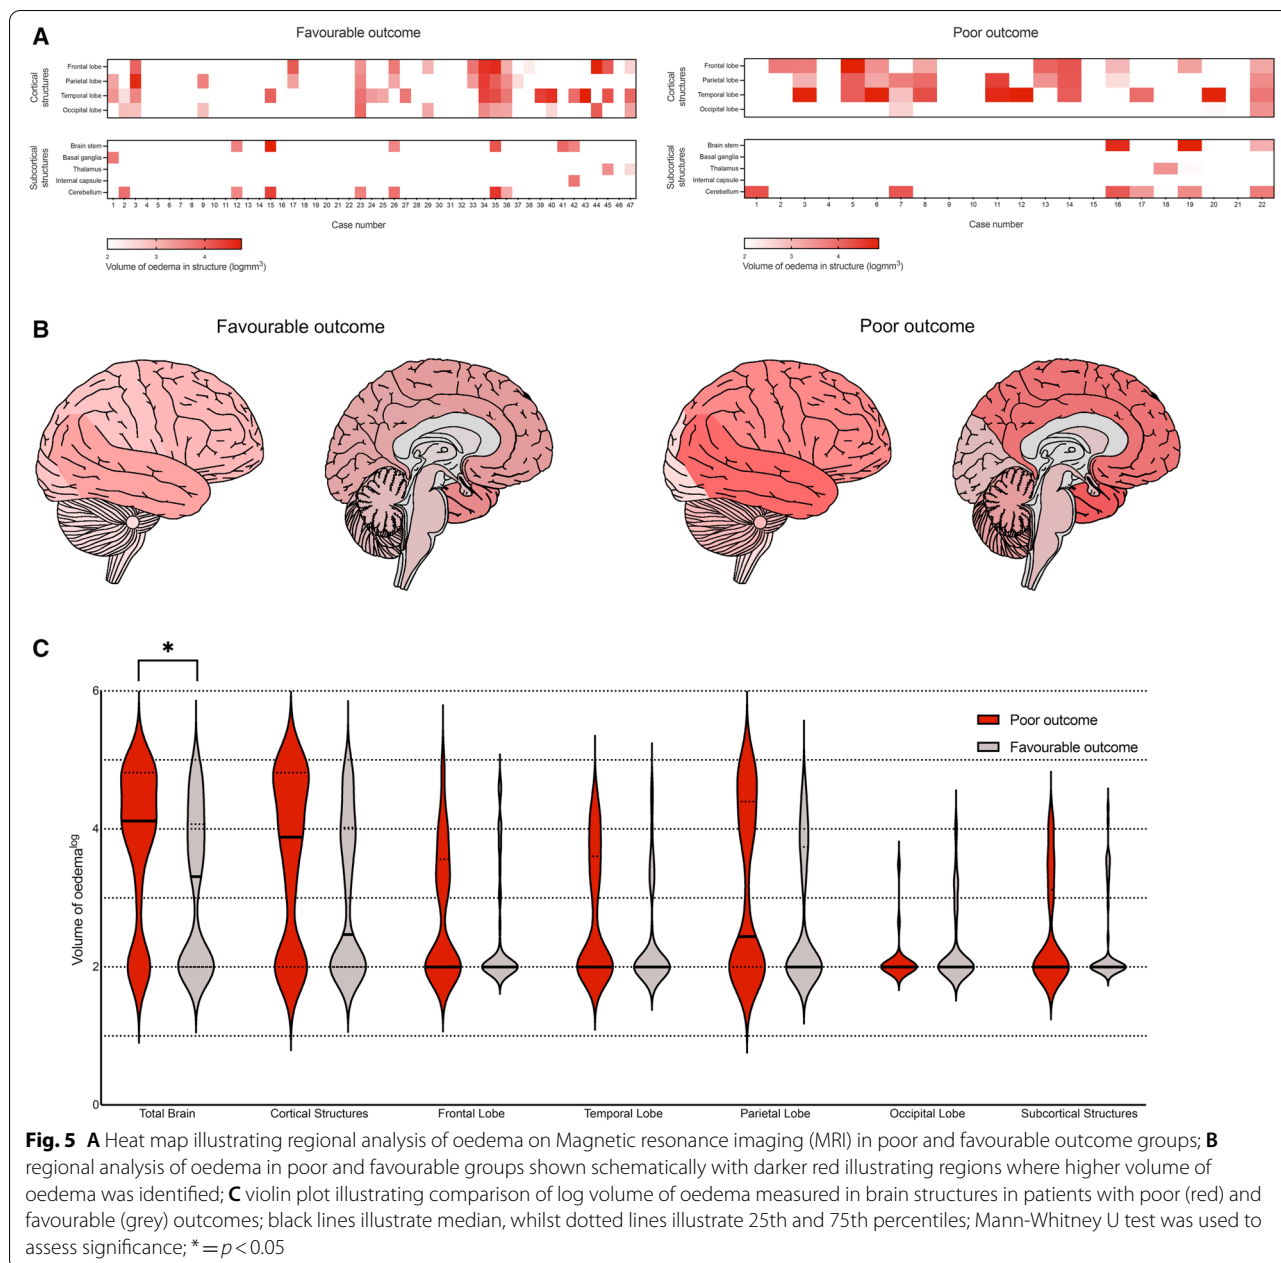 A
Favourable outcome
Cortical structures
Frontal lobe
Parietal lobe
Temporal lobe
Occipital lobe
Subcortical structures
Brain stem
Basal ganglia
Thalamus
Internal capsule
Cerebellum
1 2 3 4 5 6 7 8 9 10 11 12 13 14 15 16 17 18 19 20 21 22 23 24 25 26 27 28 29 30 31 32 33 34 35 36 37 38 39 40 41 42 43 44 45 46 47
Case number
2 3 4
Volume of oedema in structure (logmm³)
Poor outcome
Cortical structures
Frontal lobe
Parietal lobe
Temporal lobe
Occipital lobe
Subcortical structures
Brain stem
Basal ganglia
Thalamus
Internal capsule
Cerebellum
1 2 3 4 5 6 7 8 9 10 11 12 13 14 15 16 17 18 19 20 21 22
Case number
2 3 4
Volume of oedema in structure (logmm³)
B
Favourable outcome
Poor outcome
C
*
Volume of oedemaˡᵒᵍ
6
4
2
0
Poor outcome
Favourable outcome
Total Brain
Cortical Structures
Frontal Lobe
Temporal Lobe
Parietal Lobe
Occipital Lobe
Subcortical Structures
Fig. 5 A Heat map illustrating regional analysis of oedema on Magnetic resonance imaging (MRI) in poor and favourable outcome groups; B
regional analysis of oedema in poor and favourable groups shown schematically with darker red illustrating regions where higher volume of
oedema was identified; C violin plot illustrating comparison of log volume of oedema measured in brain structures in patients with poor (red) and
favourable (grey) outcomes; black lines illustrate median, whilst dotted lines illustrate 25th and 75th percentiles; Mann-Whitney U test was used to
assess significance; * = p < 0.05